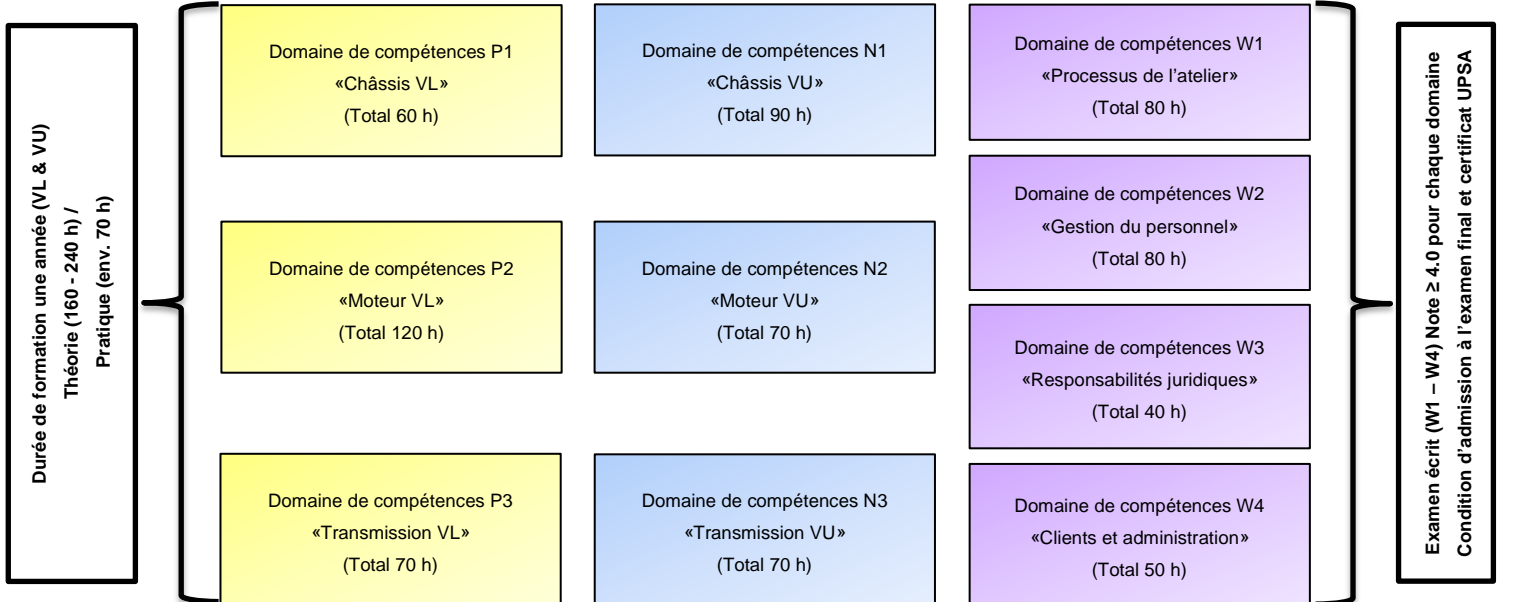 Durée de formation une année (VL & VU)
Théorie (160 - 240 h) /
Pratique (env. 70 h)
Domaine de compétences P1
«Châssis VL»
(Total 60 h)
Domaine de compétences P2
«Moteur VL»
(Total 120 h)
Domaine de compétences P3
«Transmission VL»
(Total 70 h)
Domaine de compétences N1
«Châssis VU»
(Total 90 h)
Domaine de compétences N2
«Moteur VU»
(Total 70 h)
Domaine de compétences N3
«Transmission VU»
(Total 70 h)
Domaine de compétences W1
«Processus de l’atelier»
(Total 80 h)
Domaine de compétences W2
«Gestion du personnel»
(Total 80 h)
Domaine de compétences W3
«Responsabilités juridiques»
(Total 40 h)
Domaine de compétences W4
«Clients et administration»
(Total 50 h)
Examen écrit (W1 – W4) Note ≥ 4.0 pour chaque domaine
Condition d’admission à l’examen final et certificat UPSA